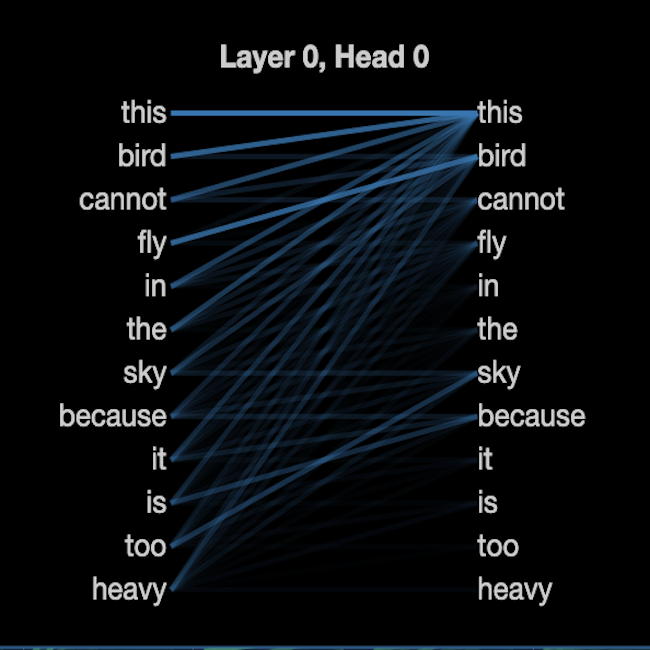 Layer 0, Head 0
this this
bird bird
cannot cannot
fly fly
in in
the the
sky sky
because because
it it
is is
too too
heavy heavy